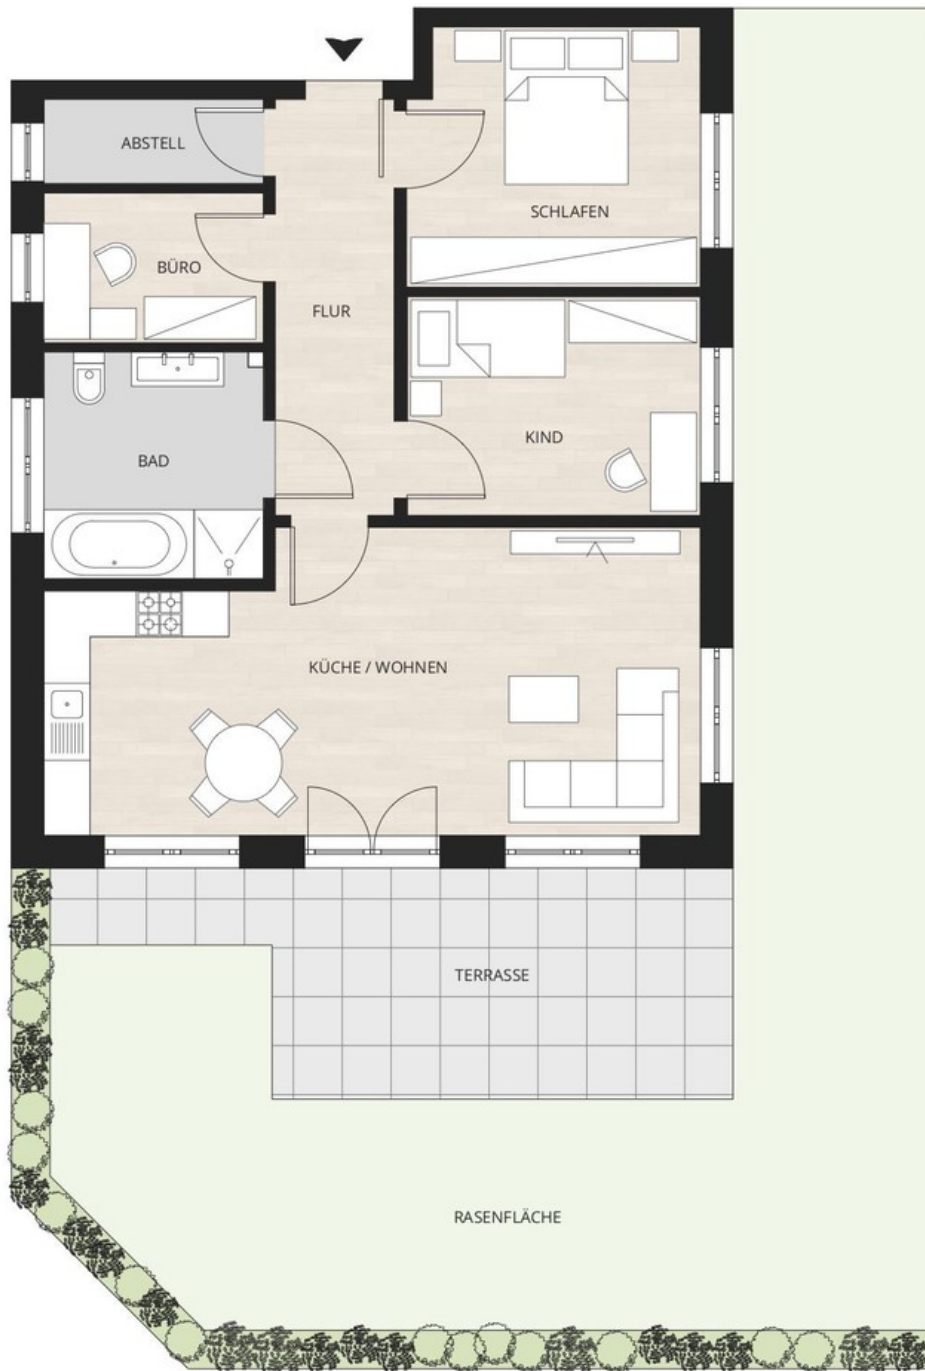 ABSTELL
SCHLAFEN
BÜRO
FLUR
KIND
BAD
KÜCHE / WOHNEN
TERRASSE
RASENFLÄCHE